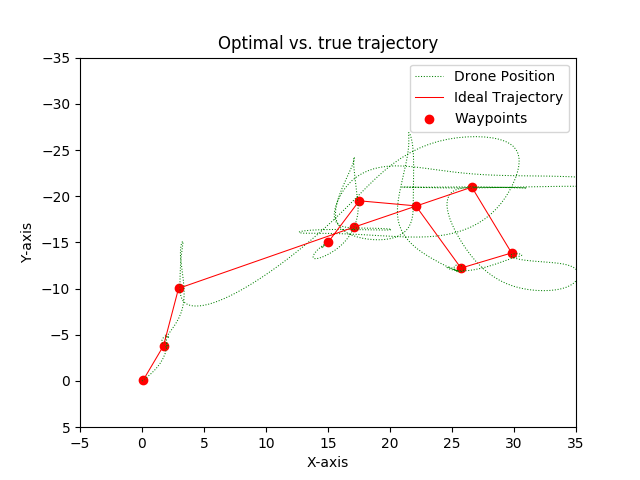 Optimal vs. true trajectory
Drone Position
Ideal Trajectory
Waypoints
−35
−30
−25
−20
−15
−10
−5
0
5
Y-axis
−5 0 5 10 15 20 25 30 35
X-axis